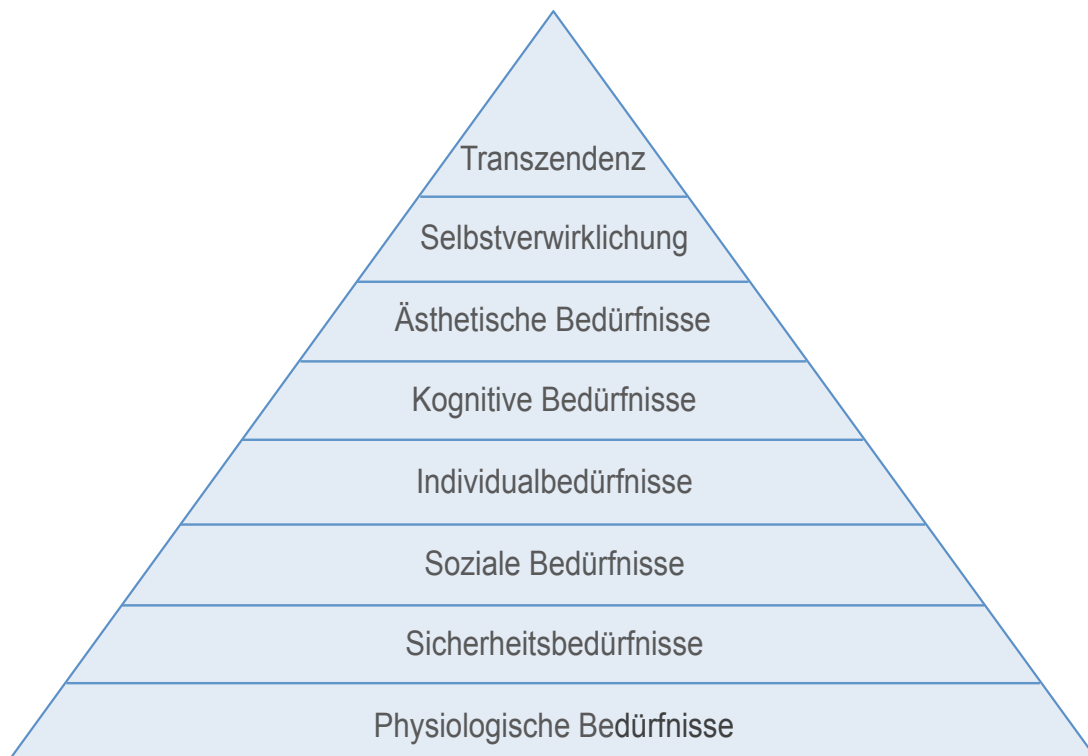 Transzendenz
Selbstverwirklichung
Ästhetische Bedürfnisse
Kognitive Bedürfnisse
Individualbedürfnisse
Soziale Bedürfnisse
Sicherheitsbedürfnisse
Physiologische Bedürfnisse